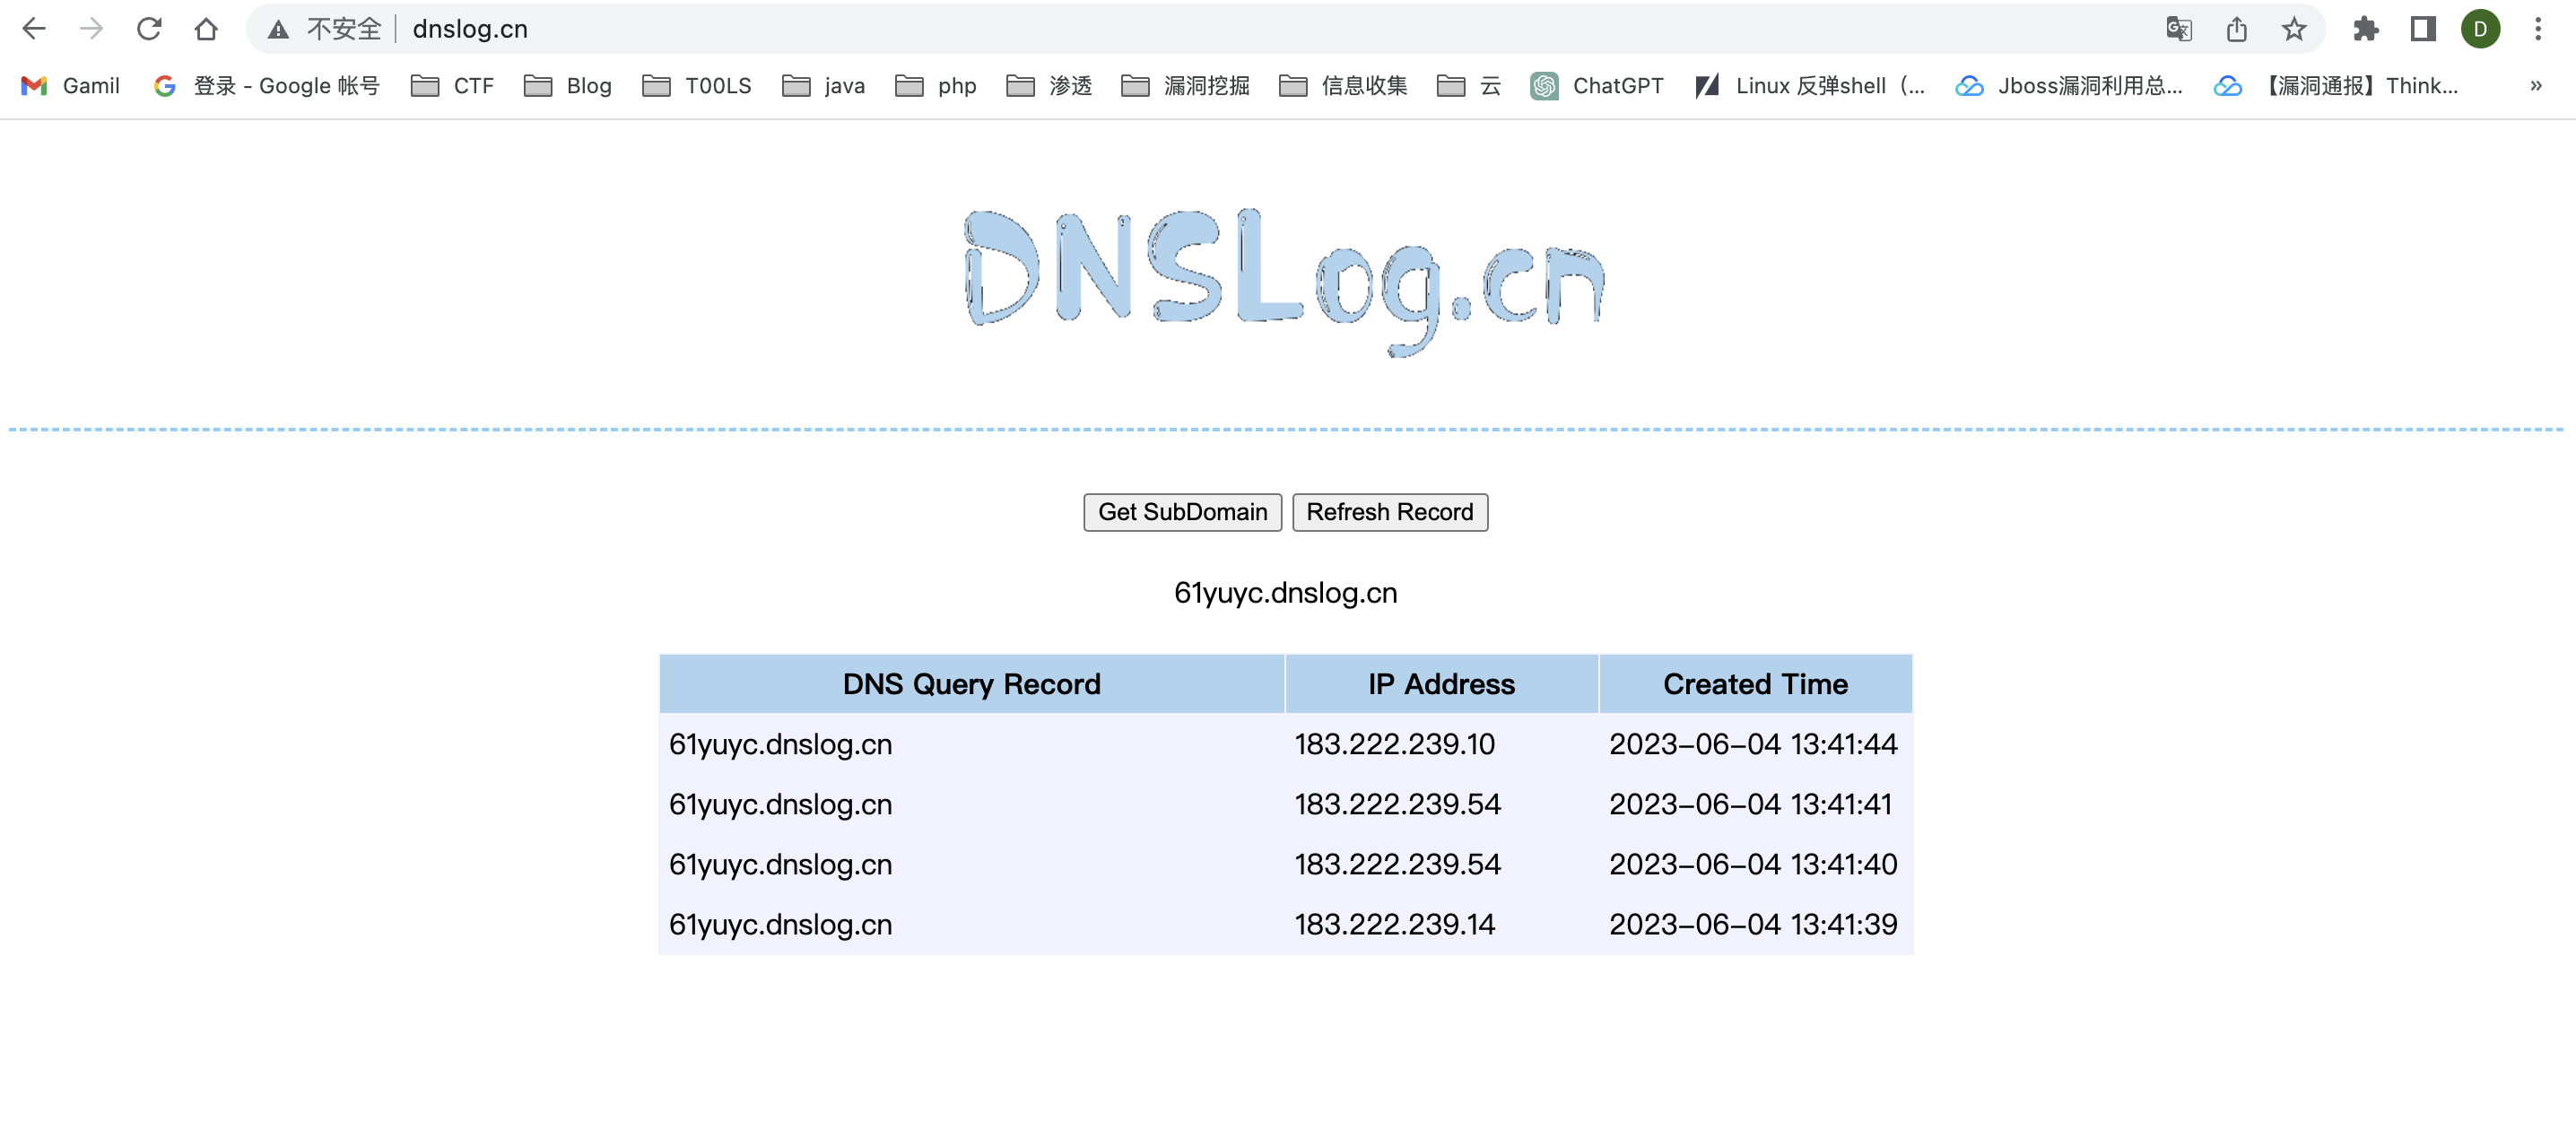 不安全 dnslog.cn D
Gamil 登录 - Google 帐号 CTF Blog T00LS java php 渗透 漏洞挖掘 信息收集 云 ChatGPT Linux 反弹shell（... Jboss漏洞利用总... 【漏洞通报】Think... »
DNSLog.cn
Get SubDomain Refresh Record
61yuyc.dnslog.cn
DNS Query Record IP Address Created Time
61yuyc.dnslog.cn 183.222.239.10 2023-06-04 13:41:44
61yuyc.dnslog.cn 183.222.239.54 2023-06-04 13:41:41
61yuyc.dnslog.cn 183.222.239.54 2023-06-04 13:41:40
61yuyc.dnslog.cn 183.222.239.14 2023-06-04 13:41:39